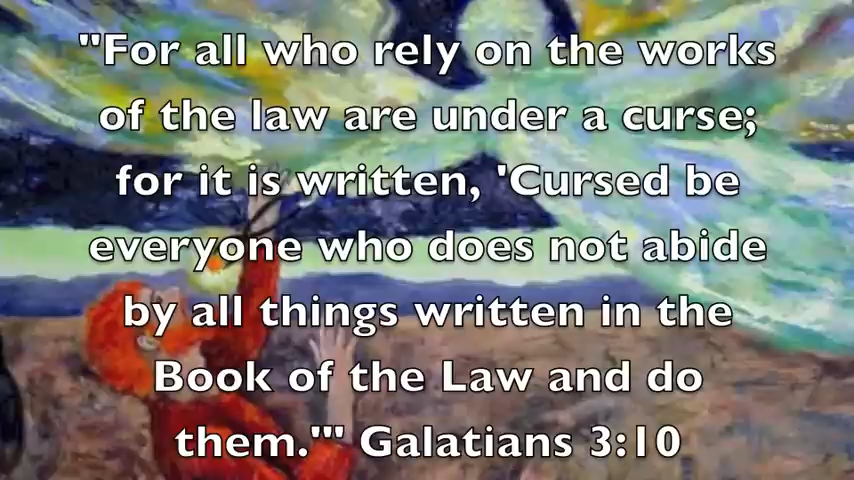 "For all who rely on the works
of the law are under a curse;
for it is written, 'Cursed be
everyone who does not abide
by all things written in the
Book of the Law and do
them.'" Galatians 3:10